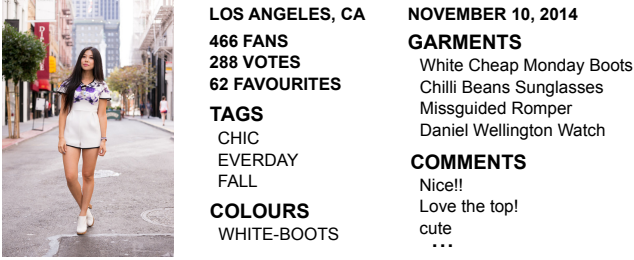 LOS ANGELES, CA
466 FANS
288 VOTES
62 FAVOURITES
TAGS
CHIC
EVERDAY
FALL
COLOURS
WHITE-BOOTS
NOVEMBER 10, 2014
GARMENTS
White Cheap Monday Boots
Chilli Beans Sunglasses
Missguided Romper
Daniel Wellington Watch
COMMENTS
Nice!!
Love the top!
cute
...